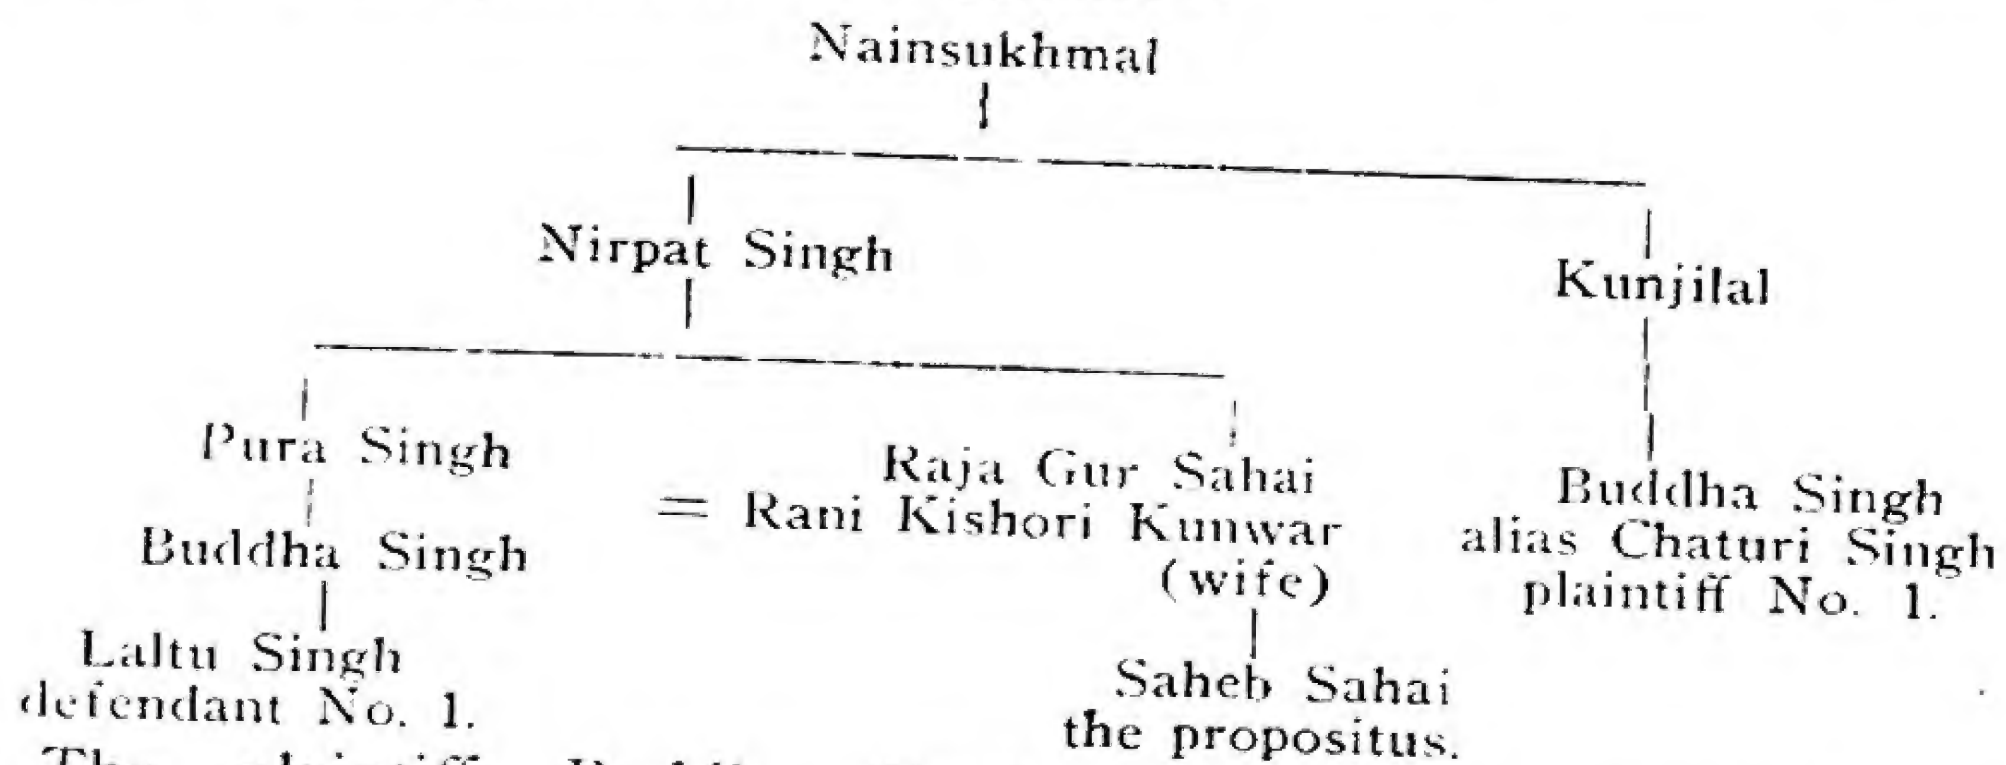 Nainsukhmal
Nirpat Singh
Kunjilal
Pura Singh
Raja Gur Sahai
= Rani Kishori Kunwar
(wife)
Buddha Singh
alias Chaturi Singh
plaintiff No. 1.
Buddha Singh
Laltu Singh
defendant No. 1.
Saheb Sahai
the propositus.